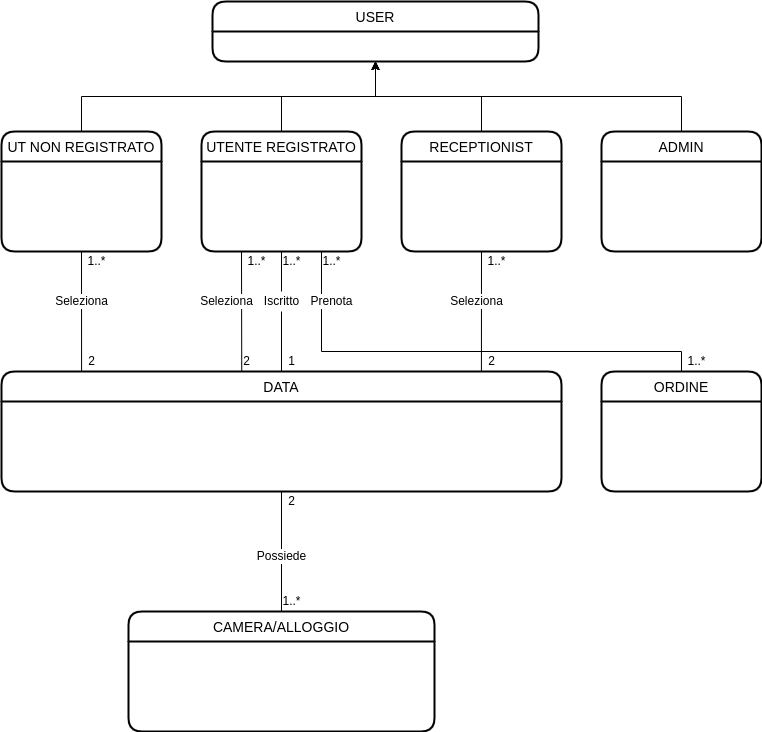 USER
UT NON REGISTRATO
UTENTE REGISTRATO
RECEPTIONIST
ADMIN
1..*
1..*
1..*
1..*
1..*
Seleziona
Seleziona
Iscritto
Prenota
Seleziona
2
2
1
2
1..*
DATA
ORDINE
2
Possiede
1..*
CAMERA/ALLOGGIO